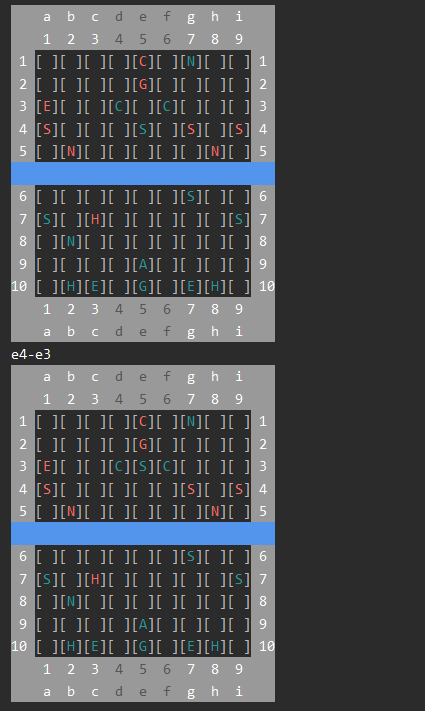 a b c d e f g h i
1 2 3 4 5 6 7 8 9
1 [ ][ ][ ][ ][C][ ][N][ ][ ] 1
2 [ ][ ][ ][ ][G][ ][ ][ ][ ] 2
3 [E][ ][ ][C][ ][C][ ][ ][ ] 3
4 [S][ ][ ][ ][S][ ][S][ ][S] 4
5 [ ][N][ ][ ][ ][ ][ ][N][ ] 5
6 [ ][ ][ ][ ][ ][ ][S][ ][ ] 6
7 [S][ ][H][ ][ ][ ][ ][ ][S] 7
8 [ ][N][ ][ ][ ][ ][ ][ ][ ] 8
9 [ ][ ][ ][ ][A][ ][ ][ ][ ] 9
10 [ ][H][E][ ][G][ ][E][H][ ] 10
1 2 3 4 5 6 7 8 9
a b c d e f g h i
e4-e3
a b c d e f g h i
1 2 3 4 5 6 7 8 9
1 [ ][ ][ ][ ][C][ ][N][ ][ ] 1
2 [ ][ ][ ][ ][G][ ][ ][ ][ ] 2
3 [E][ ][ ][C][S][C][ ][ ][ ] 3
4 [S][ ][ ][ ][ ][ ][S][ ][S] 4
5 [ ][N][ ][ ][ ][ ][ ][N][ ] 5
6 [ ][ ][ ][ ][ ][ ][S][ ][ ] 6
7 [S][ ][H][ ][ ][ ][ ][ ][S] 7
8 [ ][N][ ][ ][ ][ ][ ][ ][ ] 8
9 [ ][ ][ ][ ][A][ ][ ][ ][ ] 9
10 [ ][H][E][ ][G][ ][E][H][ ] 10
1 2 3 4 5 6 7 8 9
a b c d e f g h i